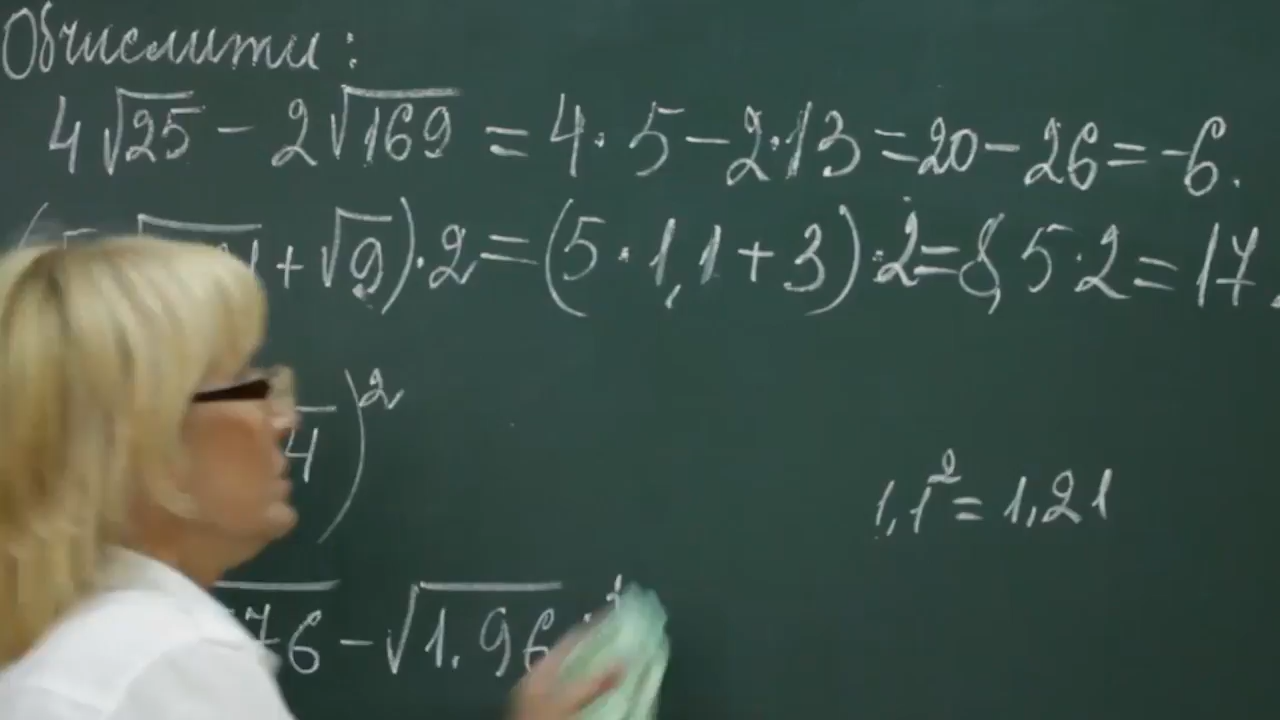 Обчислити:
4√25 - 2√169 = 4·5 - 2·13 = 20 - 26 = -6.
+ √9)·2 = (5·1,1 + 3)·2 = 8,5·2 = 17.
4)²
1,1² = 1,21
76 - √1.96